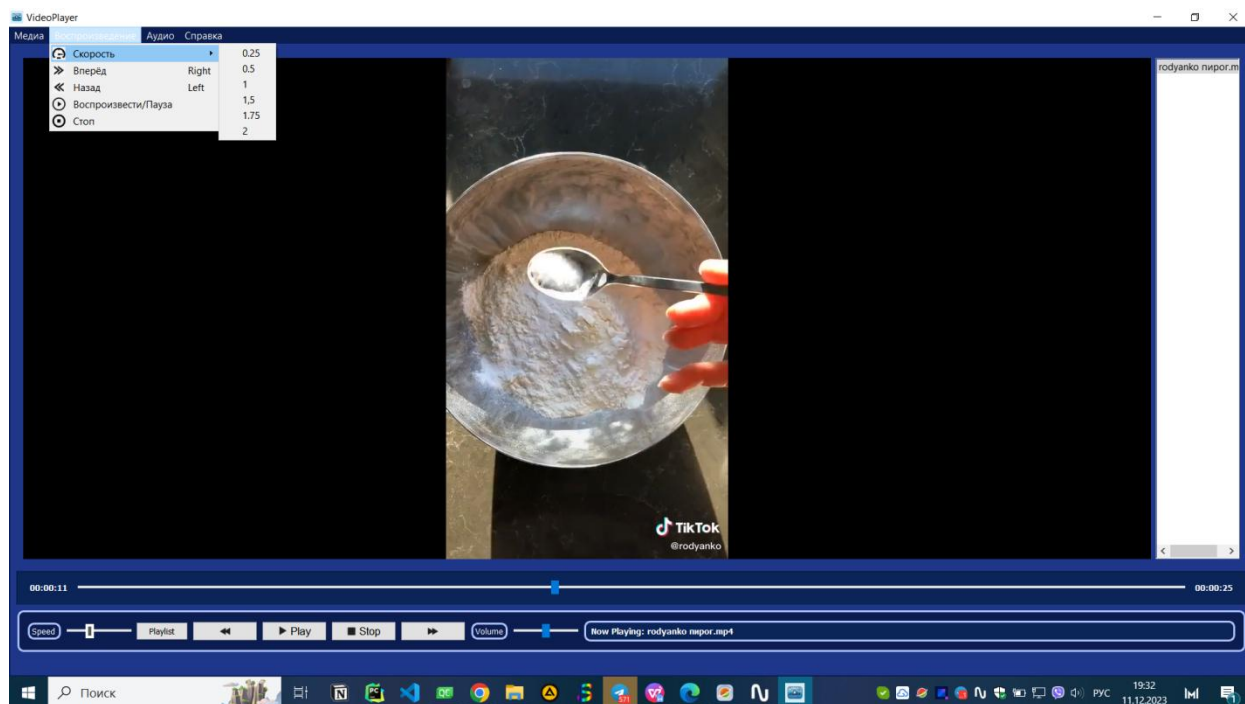 VideoPlayer
Медиа Воспроизведение Аудио Справка
Скорость
Вперёд Right
Назад Left
Воспроизвести/Пауза
Стоп
0.25
0.5
1
1,5
1.75
2
rodyanko пирог.m
TikTok
@rodyanko
00:00:11
00:00:25
Speed
Playlist
Play
Stop
Volume
Now Playing: rodyanko пирог.mp4
Поиск
РУС
19:32
11.12.2023